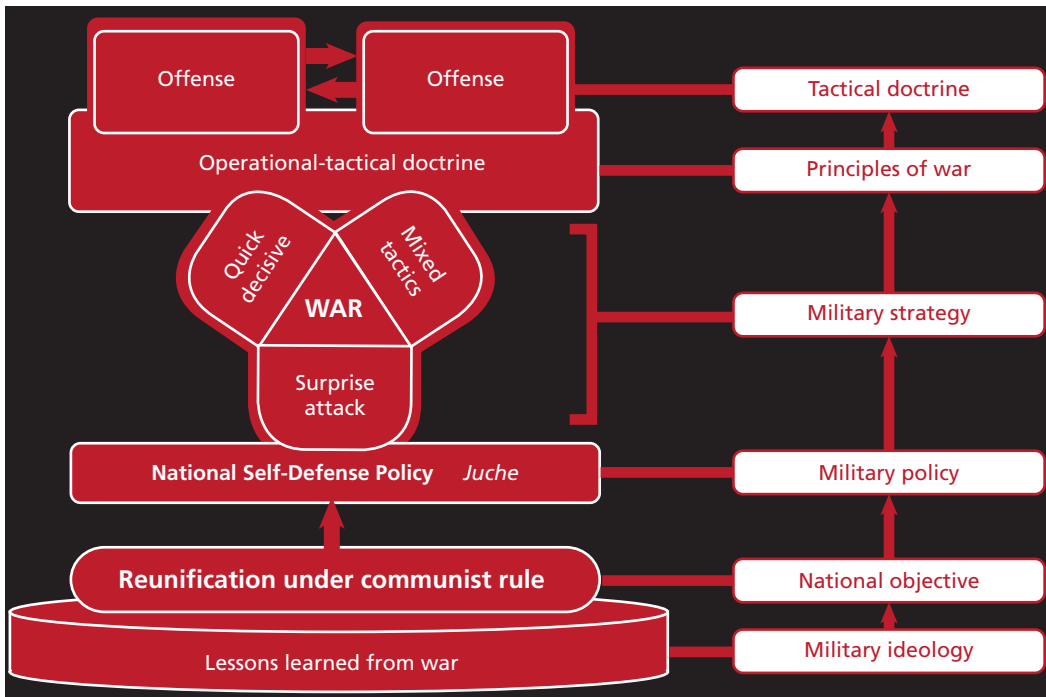 Offense
Offense
Tactical doctrine
Operational-tactical doctrine
Principles of war
Quick
decisive
Mixed
tactics
WAR
Military strategy
Surprise
attack
National Self-Defense Policy Juche
Military policy
Reunification under communist rule
National objective
Lessons learned from war
Military ideology